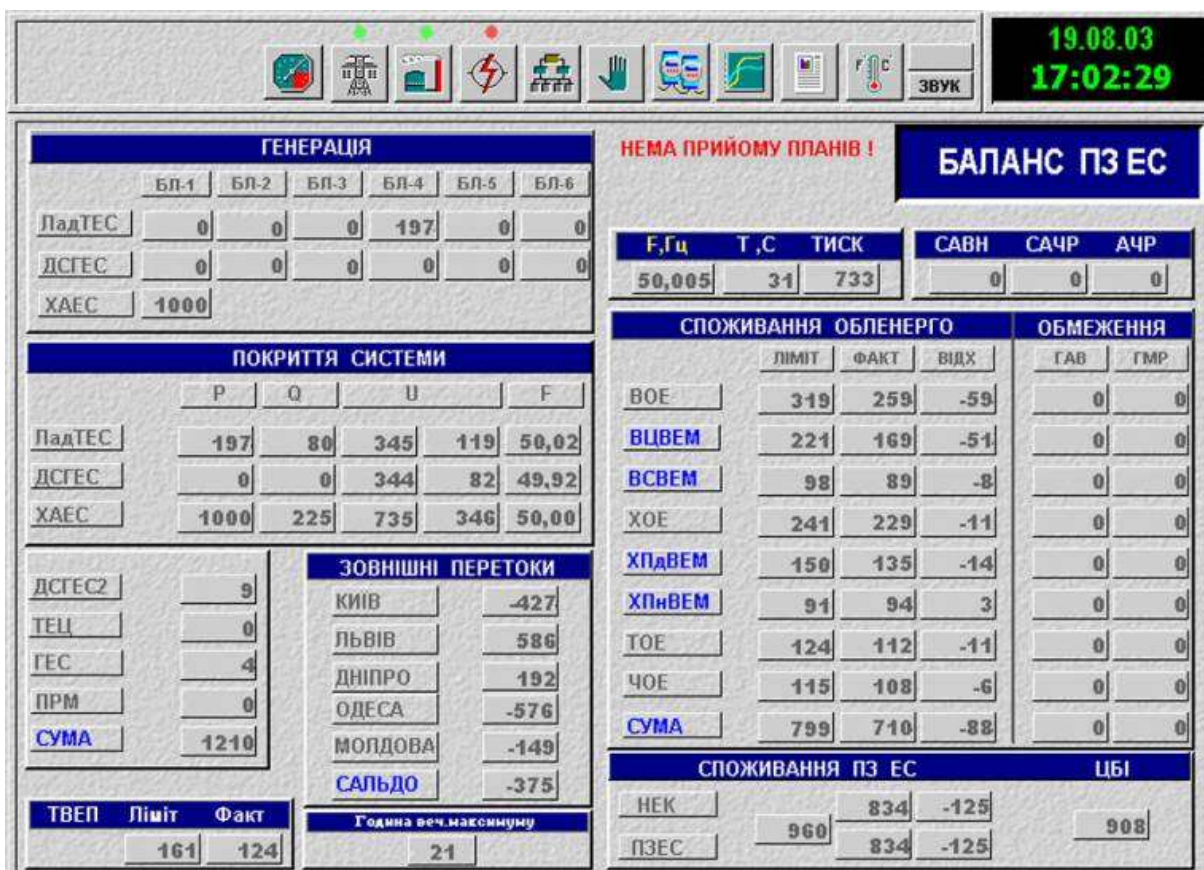 19.08.03
17:02:29
ЗВУК
F C
ГЕНЕРАЦІЯ
БЛ-1 БЛ-2 БЛ-3 БЛ-4 БЛ-5 БЛ-6
ЛадТЕС 0 0 0 197 0 0
ДСГЕС 0 0 0 0 0 0
ХАЕС 1000
НЕМА ПРИЙОМУ ПЛАНІВ !
БАЛАНС ПЗ ЕС
F,Гц Т ,С ТИСК
50,005 31 733
САВН САЧР АЧР
0 0 0
ПОКРИТТЯ СИСТЕМИ
P Q U F
ЛадТЕС 197 80 345 119 50,02
ДСГЕС 0 0 344 82 49,92
ХАЕС 1000 225 735 346 50,00
СПОЖИВАННЯ ОБЛЕНЕРГО ОБМЕЖЕННЯ
ЛІМІТ ФАКТ ВІДХ ГАВ ГМР
ВОЕ 319 259 -59 0 0
ВЦВЕМ 221 169 -51 0 0
ВСВЕМ 98 89 -8 0 0
ХОЕ 241 229 -11 0 0
ХПдВЕМ 150 135 -14 0 0
ХПнВЕМ 91 94 3 0 0
ТОЕ 124 112 -11 0 0
ЧОЕ 115 108 -6 0 0
СУМА 799 710 -88 0 0
ДСГЕС2 9
ТЕЦ 0
ГЕС 4
ПРМ 0
СУМА 1210
ЗОВНІШНІ ПЕРЕТОКИ
КИІВ -427
ЛЬВІВ 586
ДНІПРО 192
ОДЕСА -576
МОЛДОВА -149
САЛЬДО -375
ТВЕП Ліміт Факт
161 124
Година веч.максимуму
21
СПОЖИВАННЯ ПЗ ЕС ЦБІ
НЕК 960 834 -125 908
ПЗЕС 834 -125